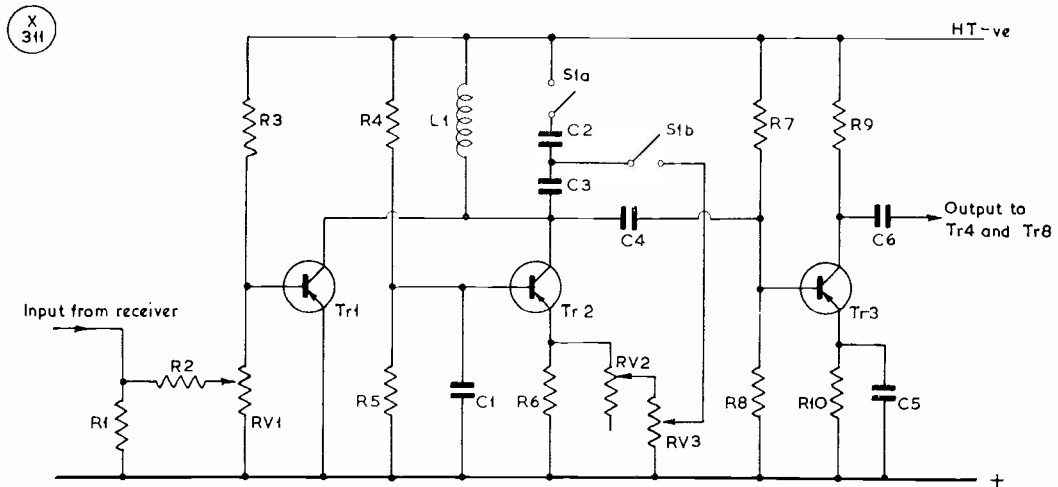 X
311
HT-ve
S1a
R3
R4
L1
C2
S1b
R7
R9
C3
C4
Output to
Tr4 and Tr8
C6
Tr1
Tr2
Tr3
Input from receiver
R2
RV2
R1
RV1
R5
C1
R6
RV3
R8
R10
C5
+